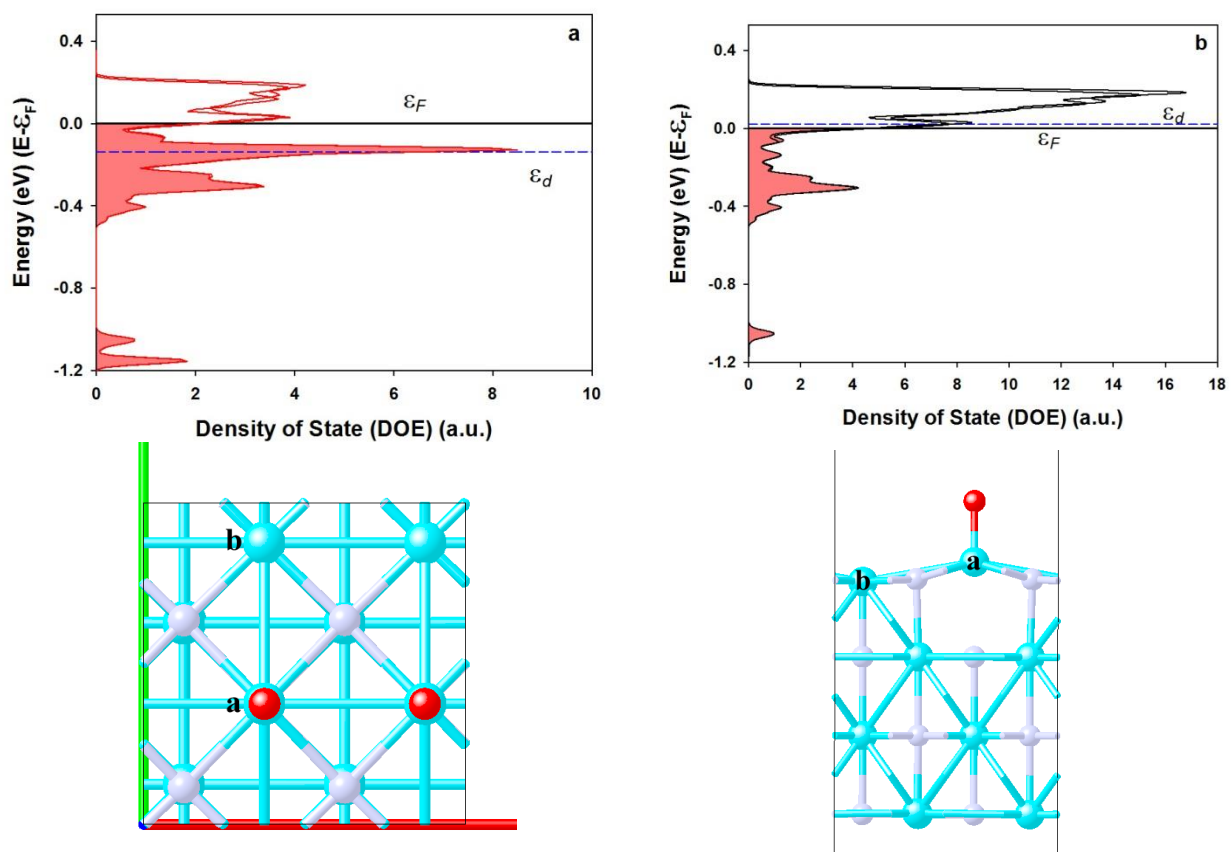 a
0.4
0.0
-0.4
-0.8
-1.2
Energy (eV) (E-εF)
εF
εd
0 2 4 6 8 10
Density of State (DOE) (a.u.)
b
0.4
0.0
-0.4
-0.8
-1.2
Energy (eV) (E-εF)
εd
εF
0 2 4 6 8 10 12 14 16 18
Density of State (DOE) (a.u.)
b
a
a
b